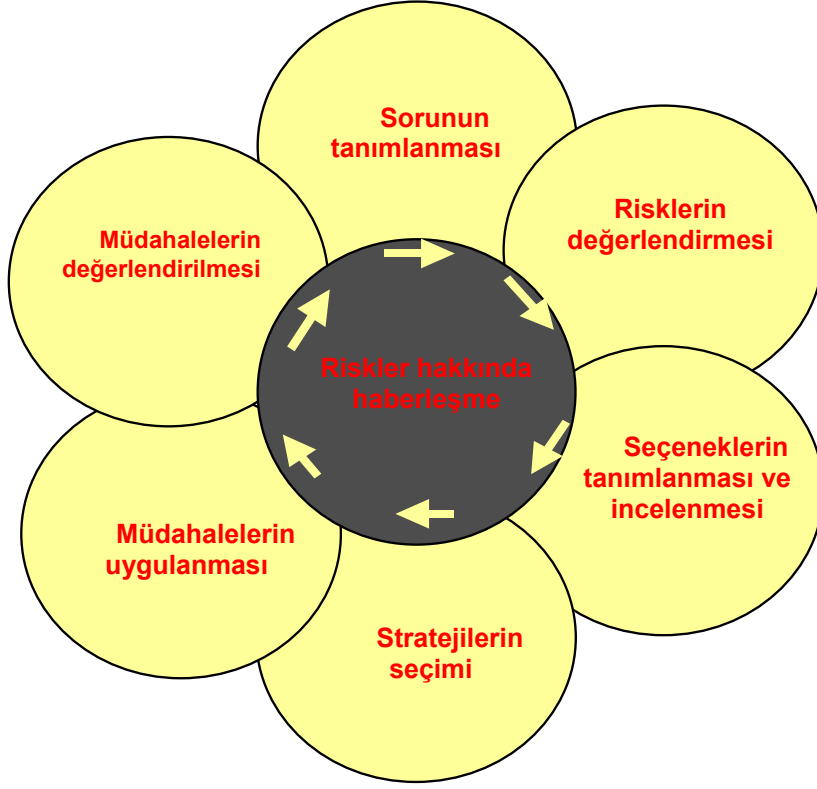 Sorunun
tanımlanması
Risklerin
değerlendirmesi
Seçeneklerin
tanımlanması ve
incelenmesi
Stratejilerin
seçimi
Müdahalelerin
uygulanması
Müdahalelerin
değerlendirilmesi
Riskler hakkında
haberleşme